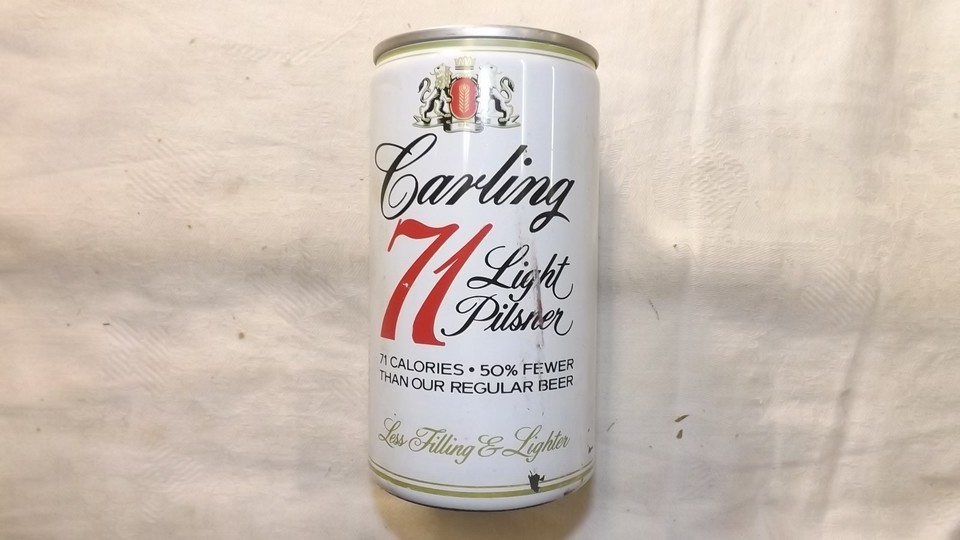 Carling
71 Light
Pilsner
71 CALORIES • 50% FEWER
THAN OUR REGULAR BEER
Less Filling & Lighter